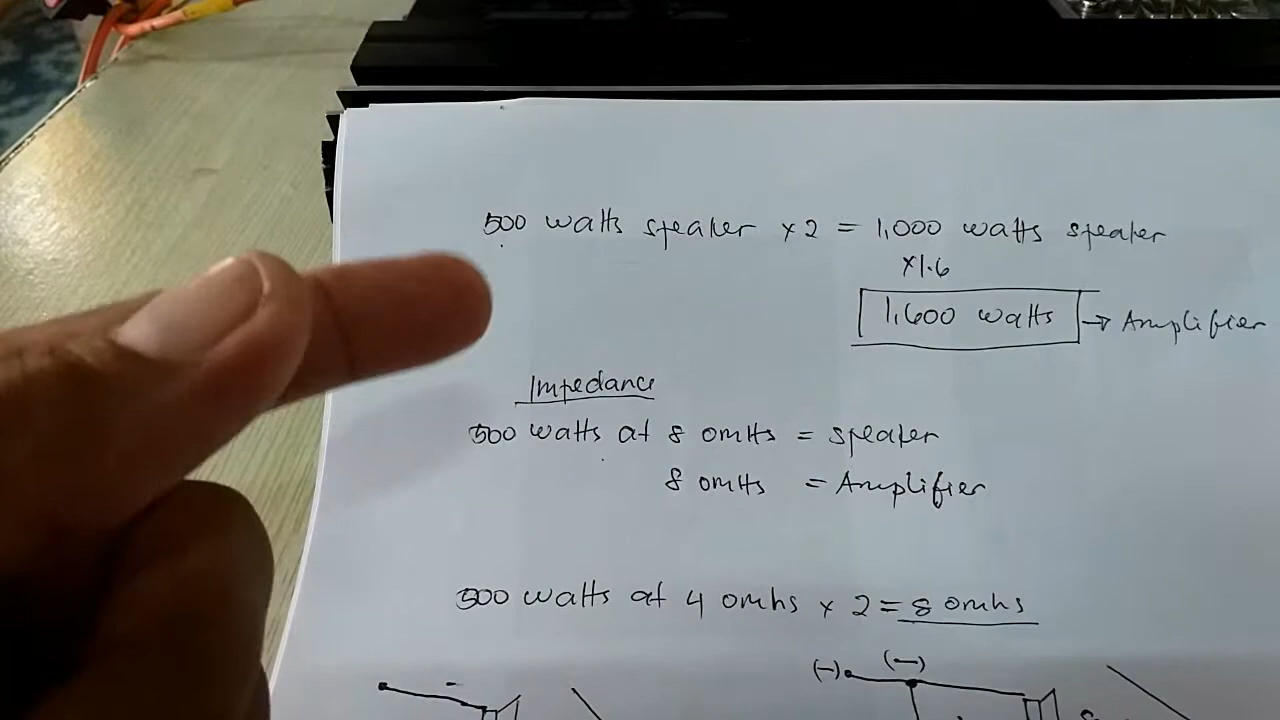 500 watts speaker x2 = 1,000 watts speaker
x1.6
1,600 watts → Amplifier
Impedance
500 watts at 8 omHs = speaker
8 omHs = Amplifier
500 watts at 4 omhs x 2 = 8 omhs
(-) (-)
-